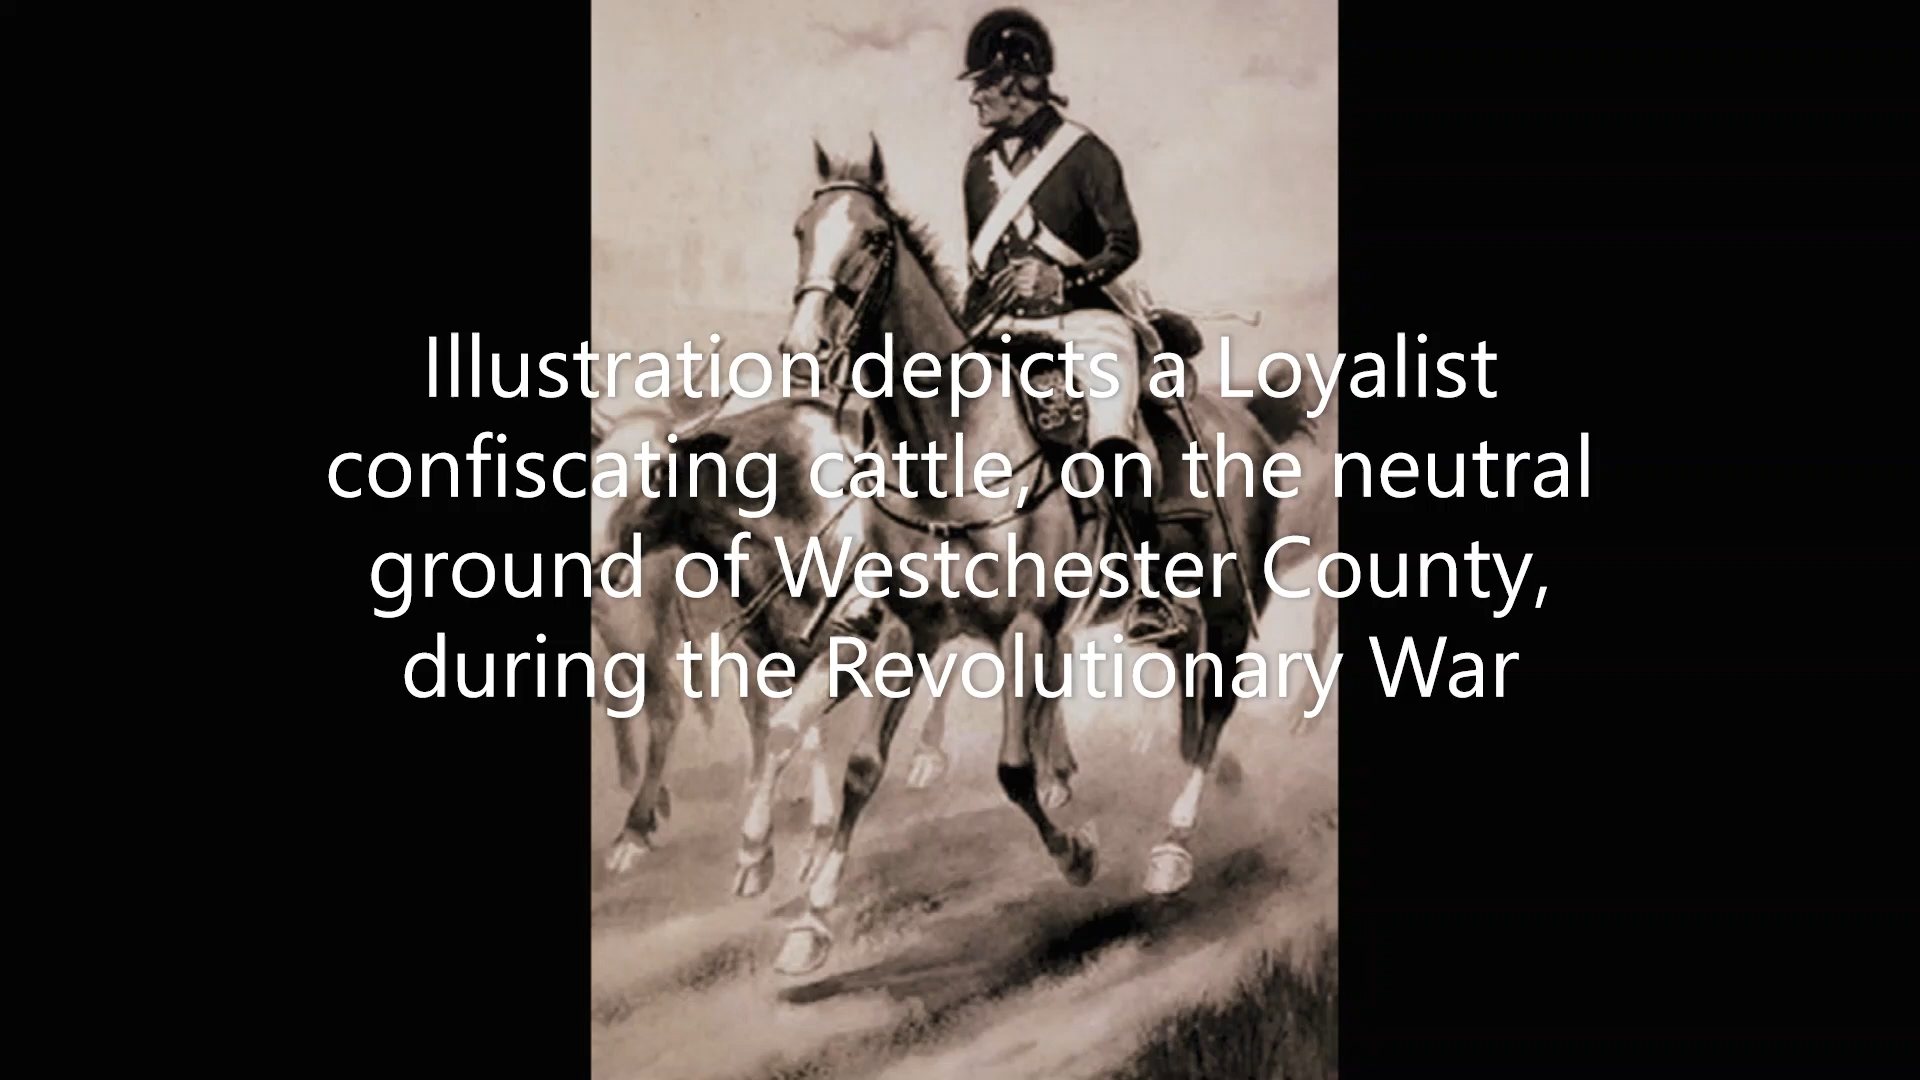 Illustration depicts a Loyalist
confiscating cattle, on the neutral
ground of Westchester County,
during the Revolutionary War